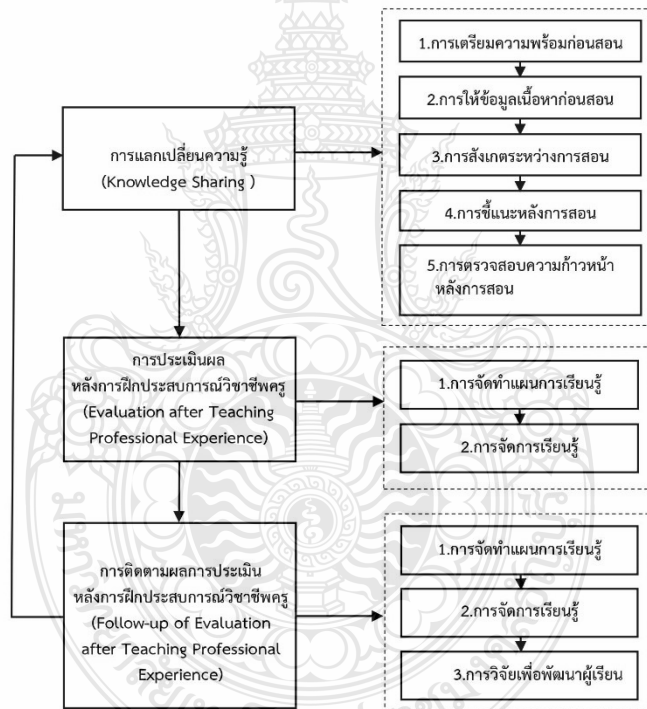 การแลกเปลี่ยนความรู้
(Knowledge Sharing )
1.การเตรียมความพร้อมก่อนสอน
2.การให้ข้อมูลเนื้อหาก่อนสอน
3.การสังเกตระหว่างการสอน
4.การชี้แนะหลังการสอน
5.การตรวจสอบความก้าวหน้า
หลังการสอน
การประเมินผล
หลังการฝึกประสบการณ์วิชาชีพครู
(Evaluation after Teaching
Professional Experience)
1.การจัดทำแผนการเรียนรู้
2.การจัดการเรียนรู้
การติดตามผลการประเมิน
หลังการฝึกประสบการณ์วิชาชีพครู
(Follow-up of Evaluation
after Teaching Professional
Experience)
1.การจัดทำแผนการเรียนรู้
2.การจัดการเรียนรู้
3.การวิจัยเพื่อพัฒนาผู้เรียน